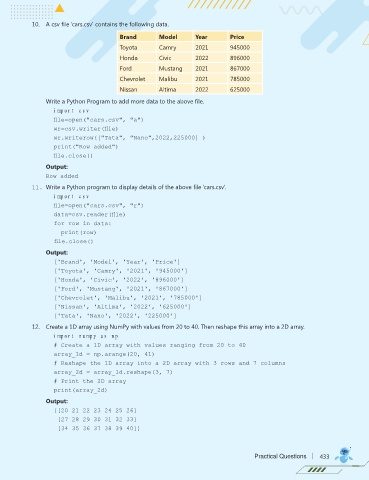 10. A csv file 'cars.csv' contains the following data.
Brand Model Year Price
Toyota Camry 2021 945000
Honda Civic 2022 896000
Ford Mustang 2021 867000
Chevrolet Malibu 2021 785000
Nissan Altima 2022 625000
Write a Python Program to add more data to the above file.
import csv
file=open("cars.csv", "a")
wr=csv.writer(file)
wr.writerow(["Tata", "Nano",2022,225000] )
print("Row added")
file.close()
Output:
Row added
11. Write a Python program to display details of the above file 'cars.csv'.
import csv
file=open("cars.csv", "r")
data=csv.reader(file)
for row in data:
print(row)
file.close()
Output:
['Brand', 'Model', 'Year', 'Price']
['Toyota', 'Camry', '2021', '945000']
['Honda', 'Civic', '2022', '896000']
['Ford', 'Mustang', '2021', '867000']
['Chevrolet', 'Malibu', '2021', '785000']
['Nissan', 'Altima', '2022', '625000']
['Tata', 'Nano', '2022', '225000']
12. Create a 1D array using NumPy with values from 20 to 40. Then reshape this array into a 2D array.
import numpy as np
# Create a 1D array with values ranging from 20 to 40
array_1d = np.arange(20, 41)
# Reshape the 1D array into a 2D array with 3 rows and 7 columns
array_2d = array_1d.reshape(3, 7)
# Print the 2D array
print(array_2d)
Output:
[[20 21 22 23 24 25 26]
[27 28 29 30 31 32 33]
[34 35 36 37 38 39 40]]
Practical Questions | 433